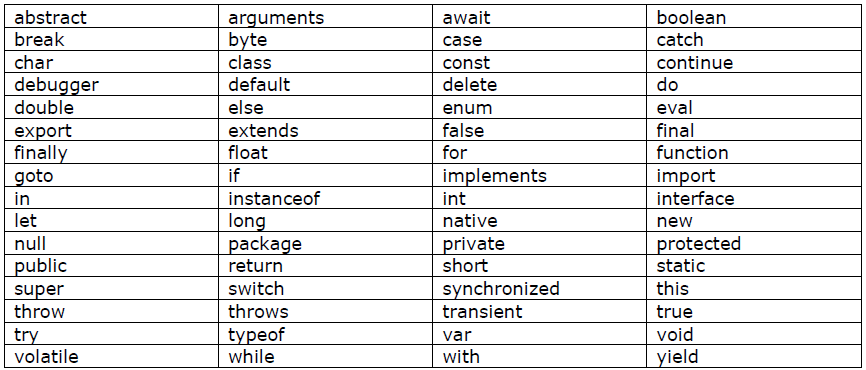 abstract arguments await boolean
break byte case catch
char class const continue
debugger default delete do
double else enum eval
export extends false final
finally float for function
goto if implements import
in instanceof int interface
let long native new
null package private protected
public return short static
super switch synchronized this
throw throws transient true
try typeof var void
volatile while with yield